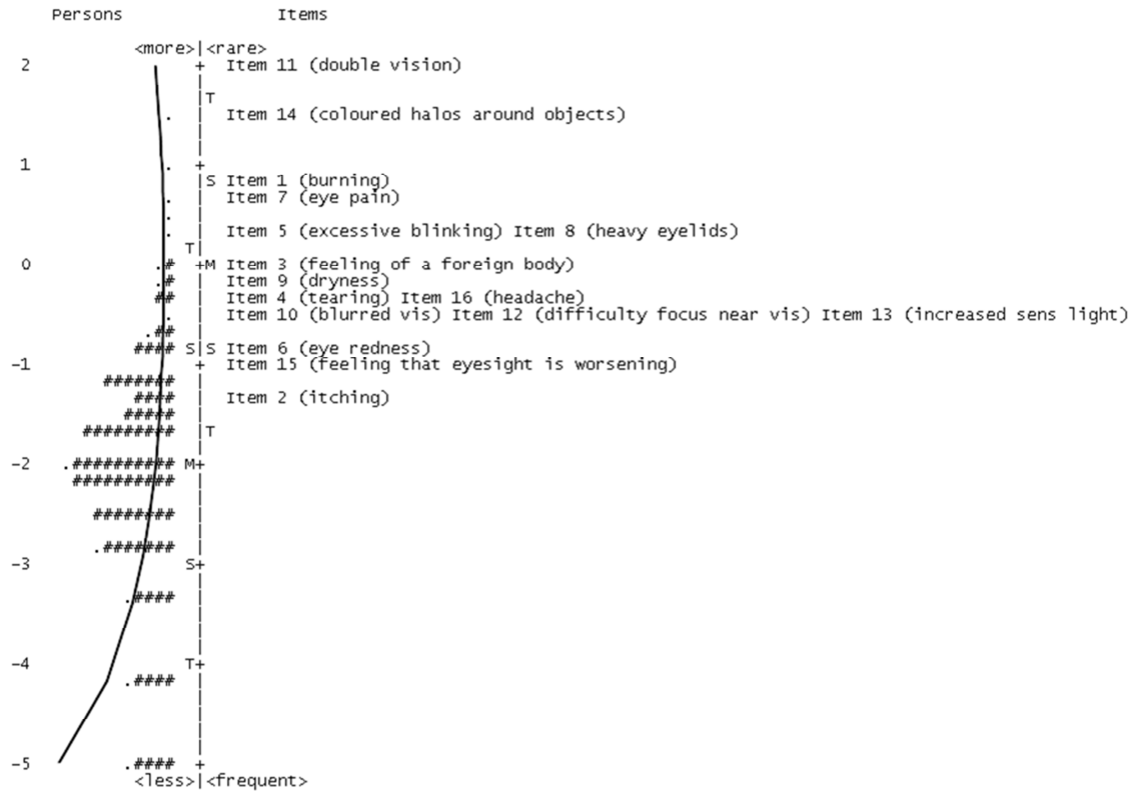 Persons Items
<more>|<rare>
2 + Item 11 (double vision)
|T
. | Item 14 (coloured halos around objects)
1 . +
|S Item 1 (burning)
. | Item 7 (eye pain)
.
. | Item 5 (excessive blinking) Item 8 (heavy eyelids)
T|
0 .# +M Item 3 (feeling of a foreign body)
.# | Item 9 (dryness)
## | Item 4 (tearing) Item 16 (headache)
. | Item 10 (blurred vis) Item 12 (difficulty focus near vis) Item 13 (increased sens light)
.## |
#### S|S Item 6 (eye redness)
-1 + Item 15 (feeling that eyesight is worsening)
####### |
#### | Item 2 (itching)
##### |
######### |T
-2 .########## M+
########## |
######## |
.####### |
-3 S+
.#### |
-4 T+
.#### |
-5 .#### +
<less>|<frequent>